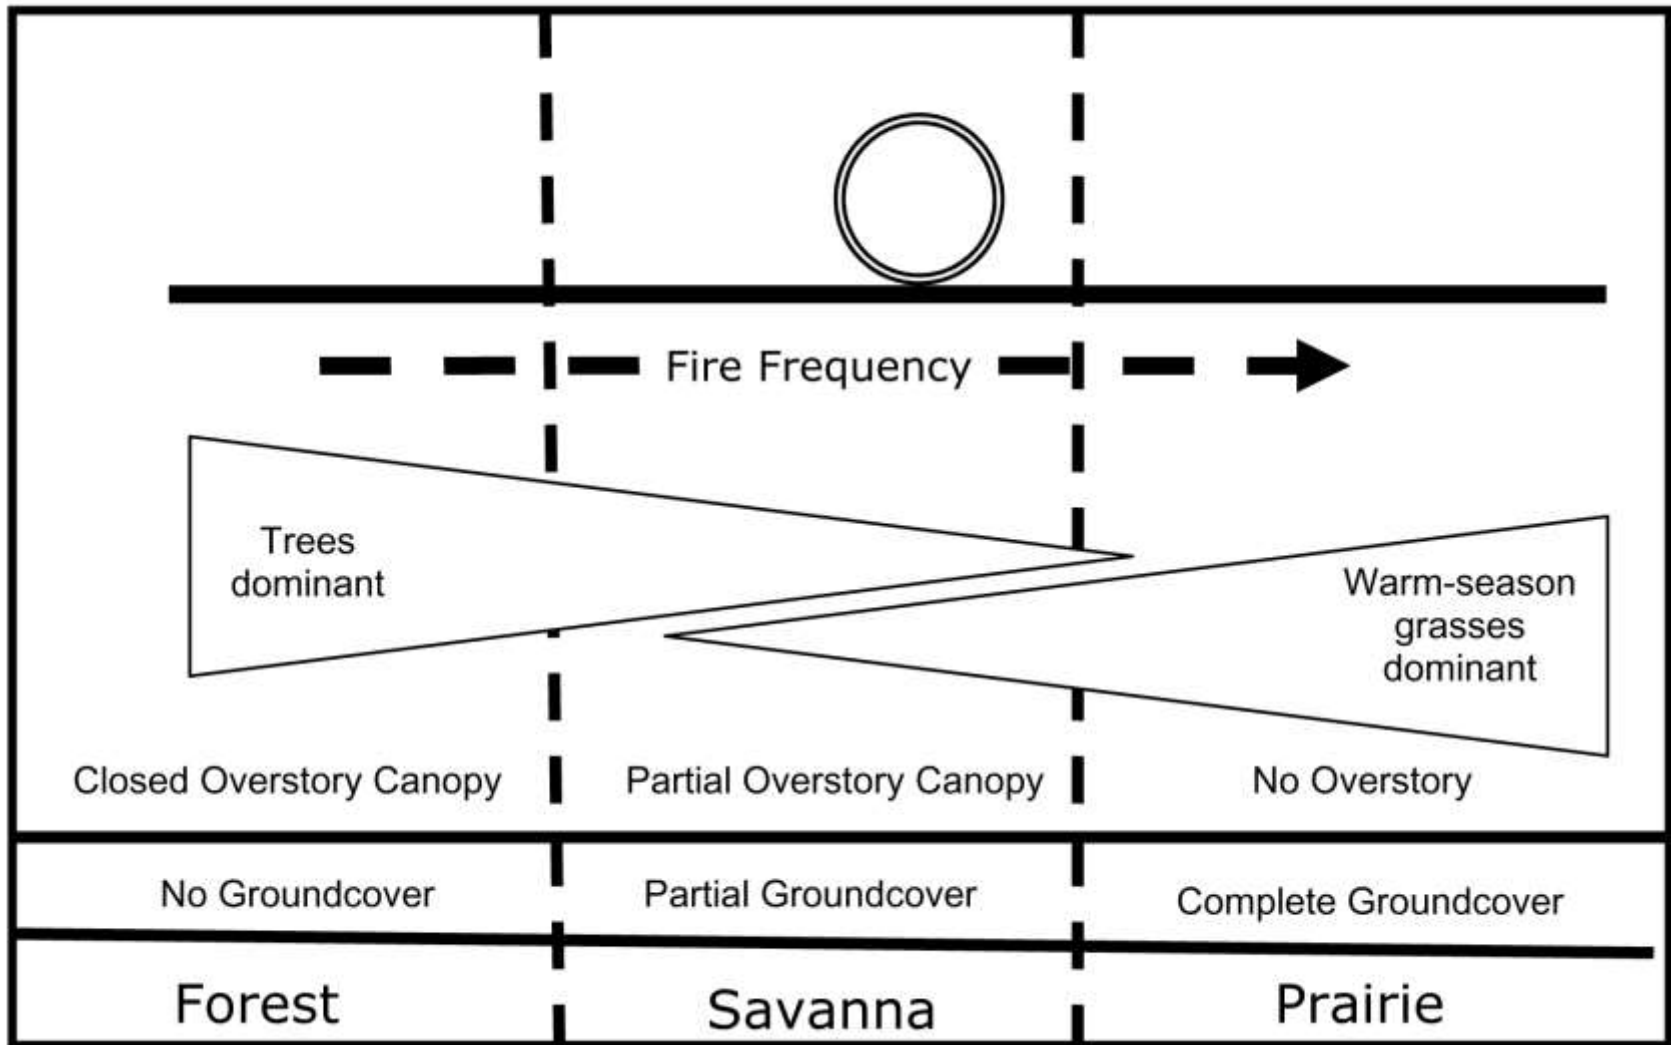 Fire Frequency
Trees
dominant
Warm-season
grasses
dominant
Closed Overstory Canopy
Partial Overstory Canopy
No Overstory
No Groundcover
Partial Groundcover
Complete Groundcover
Forest
Savanna
Prairie